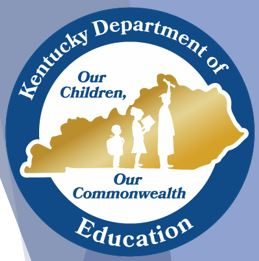 Kentucky Department of
Our
Children,
Our
Commonwealth
Education